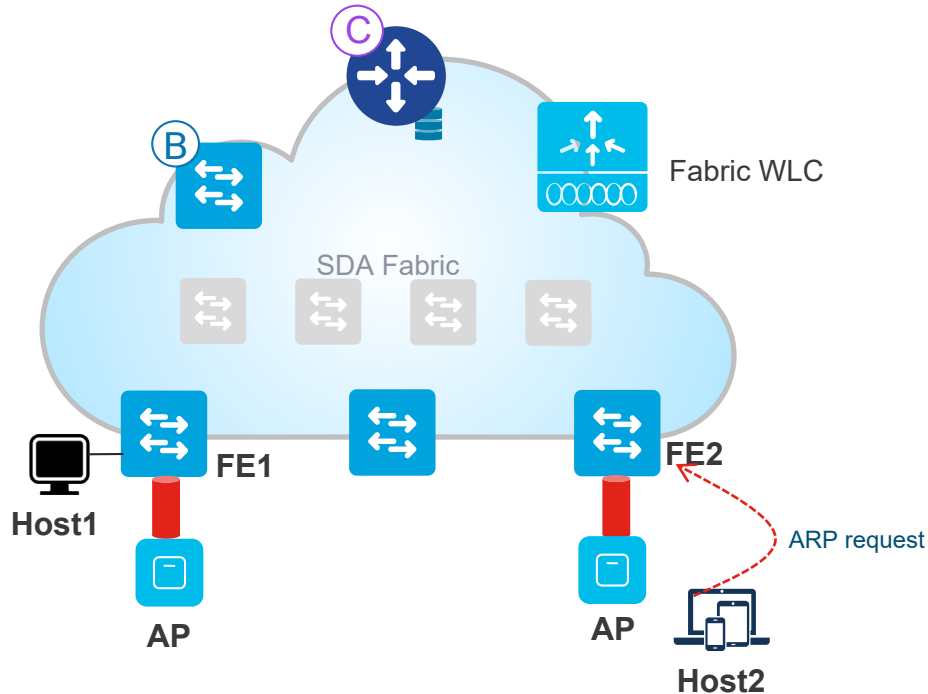 C
B
Fabric WLC
SDA Fabric
FE1
FE2
Host1
ARP request
AP
AP
Host2